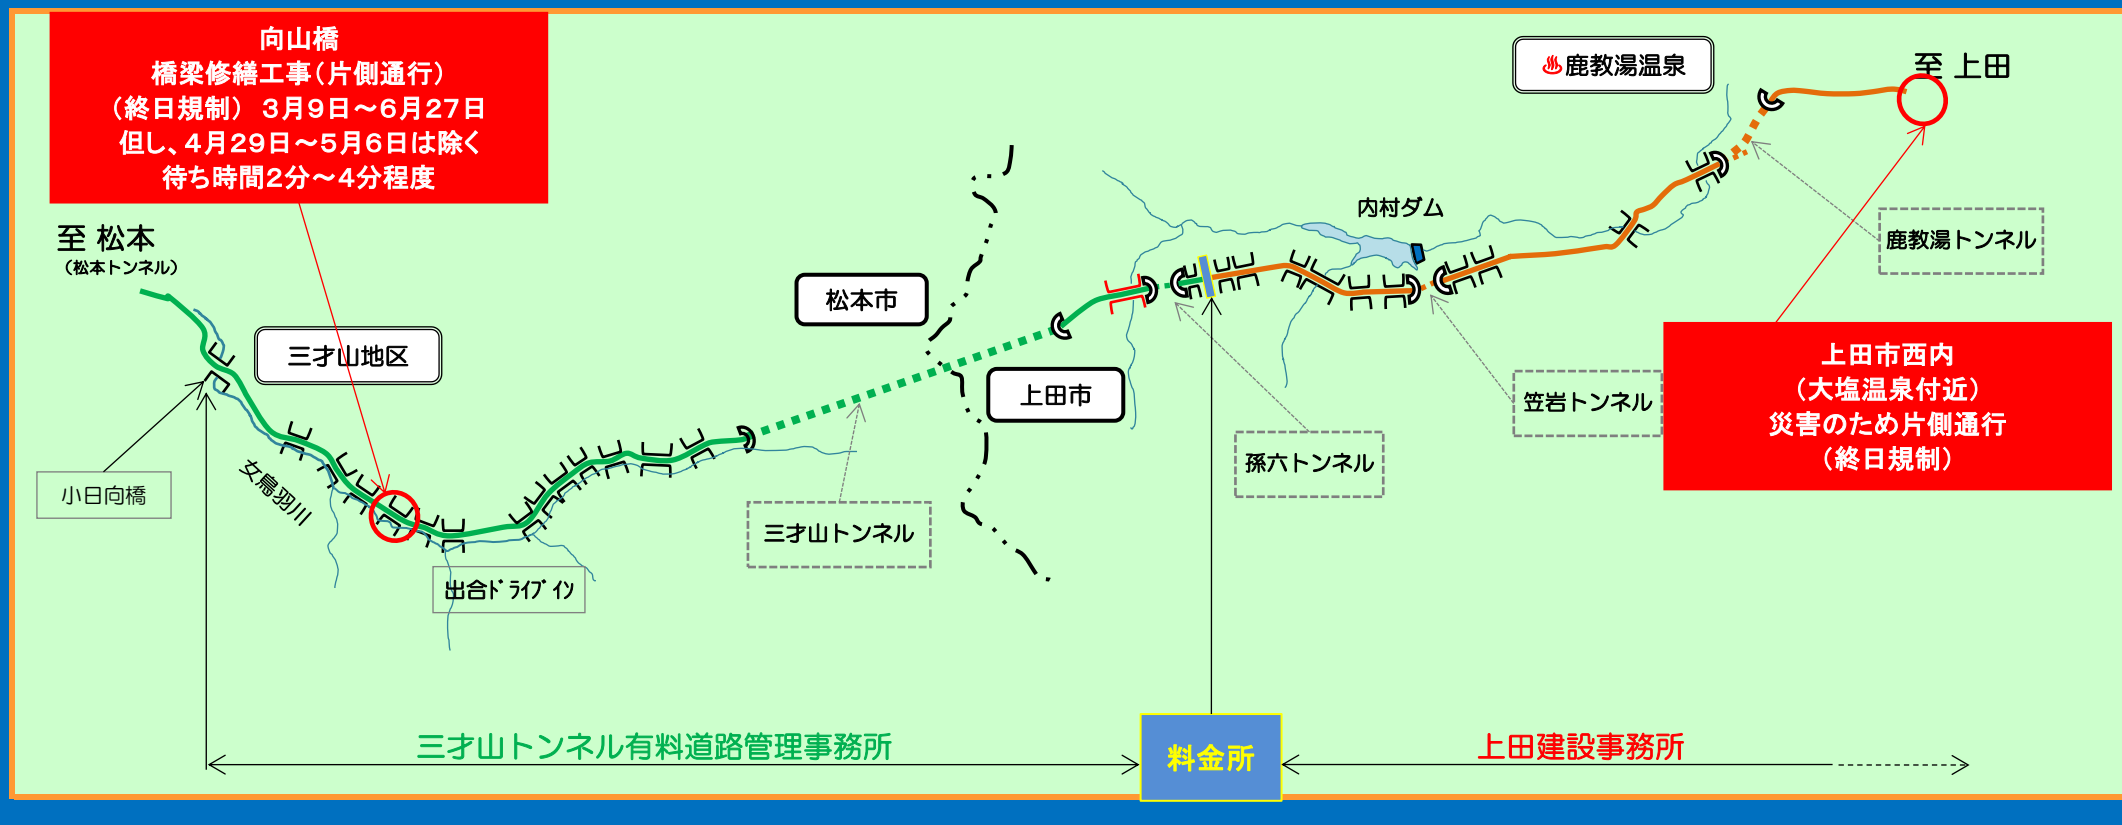 向山橋
橋梁修繕工事（片側通行）
（終日規制） ３月９日～６月２７日
但し、４月２９日～５月６日は除く
待ち時間２分～４分程度
♨鹿教湯温泉
至 上田
至 松本
（松本トンネル）
内村ダム
鹿教湯トンネル
松本市
三才山地区
上田市
上田市西内
（大塩温泉付近）
災害のため片側通行
（終日規制）
笠岩トンネル
孫六トンネル
小日向橋
女鳥羽川
三才山トンネル
出合ﾄﾞﾗｲﾌﾞｲﾝ
三才山トンネル有料道路管理事務所
料金所
上田建設事務所